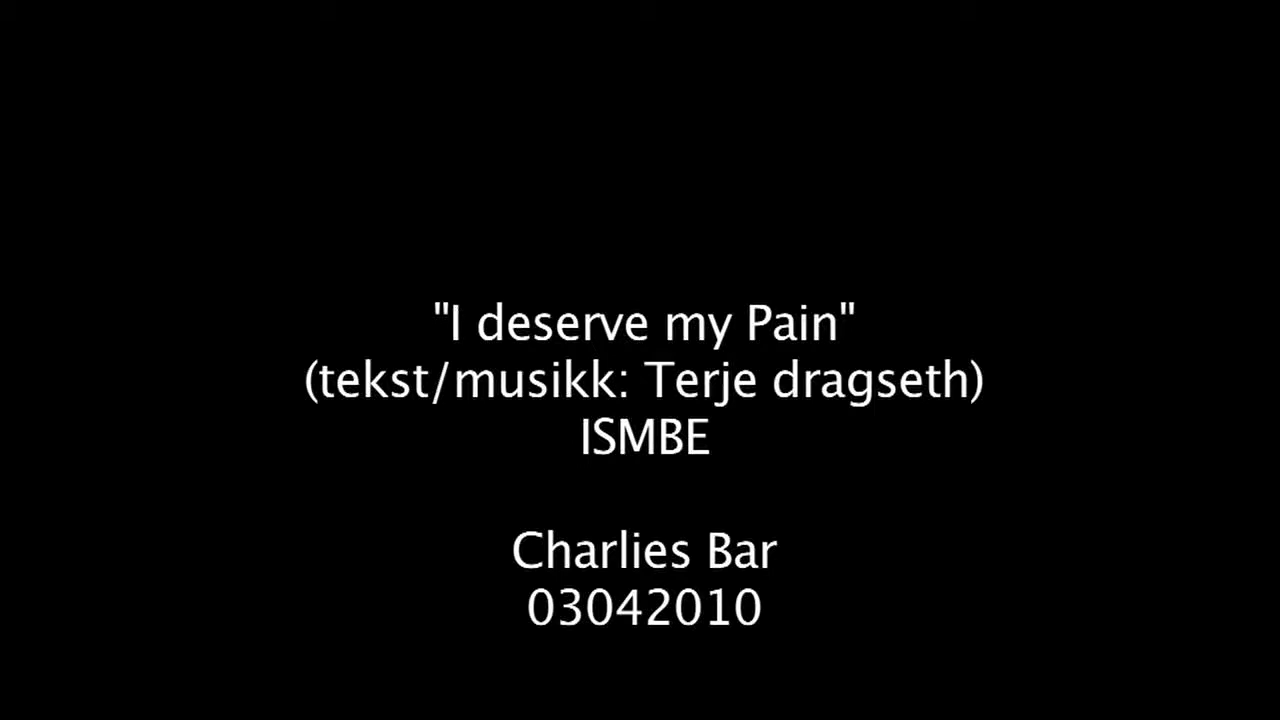 "I deserve my Pain"
(tekst/musikk: Terje dragseth)
ISMBE
Charlies Bar
03042010